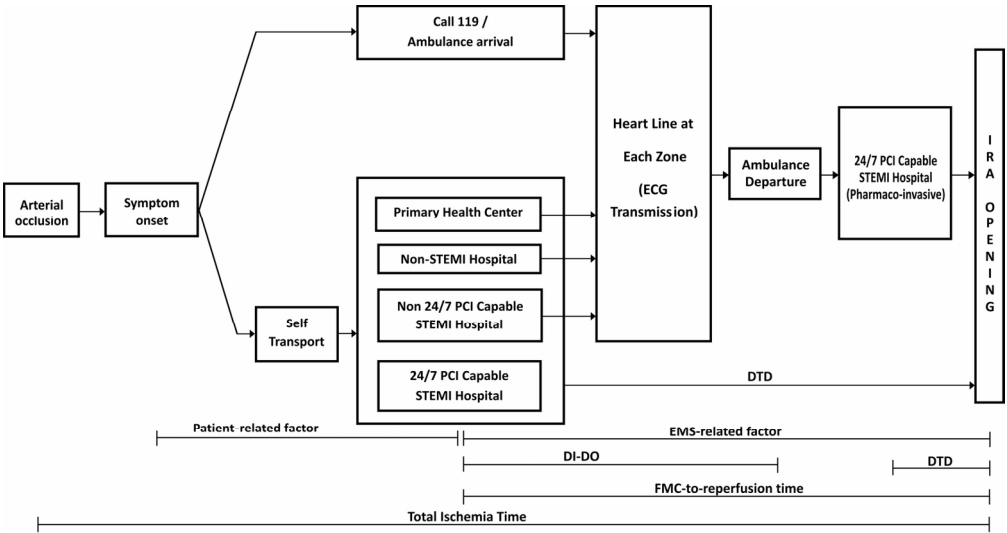 Call 119 /
Ambulance arrival
Heart Line at
Each Zone
(ECG
Transmission)
Ambulance
Departure
24/7 PCI Capable
STEMI Hospital
(Pharmaco-invasive)
IRA OPENING
Arterial
occlusion
Symptom
onset
Primary Health Center
Non-STEMI Hospital
Non 24/7 PCI Capable
STEMI Hospital
Self
Transport
24/7 PCI Capable
STEMI Hospital
DTD
Patient-related factor
EMS-related factor
DI-DO
DTD
FMC-to-reperfusion time
Total Ischemia Time